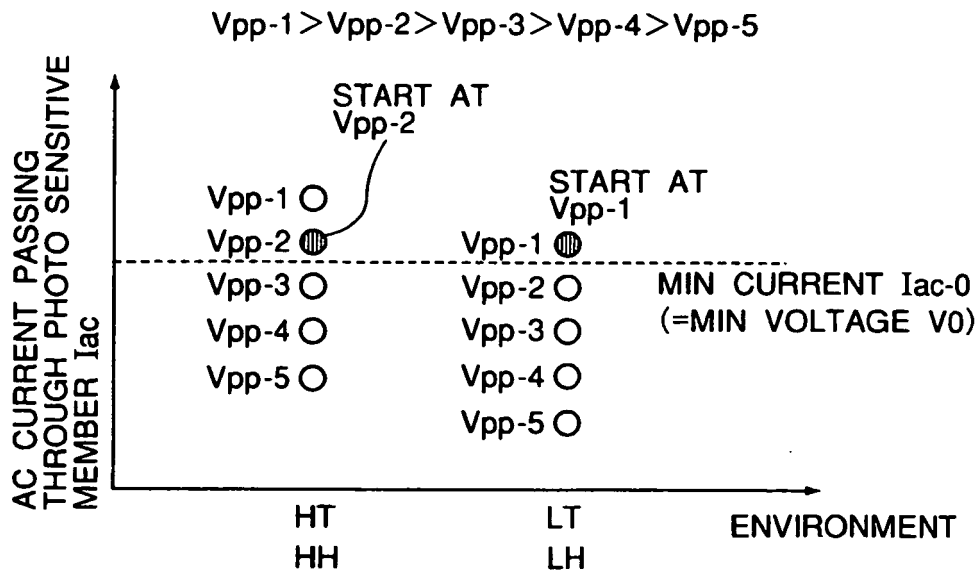 Vpp-1>Vpp-2>Vpp-3>Vpp-4>Vpp-5
AC CURRENT PASSING
THROUGH PHOTO SENSITIVE
MEMBER Iac
START AT
Vpp-2
Vpp-1
Vpp-2
Vpp-3
Vpp-4
Vpp-5
START AT
Vpp-1
Vpp-1
Vpp-2
Vpp-3
Vpp-4
Vpp-5
MIN CURRENT Iac-0
(=MIN VOLTAGE V0)
HT
HH
LT
LH
ENVIRONMENT